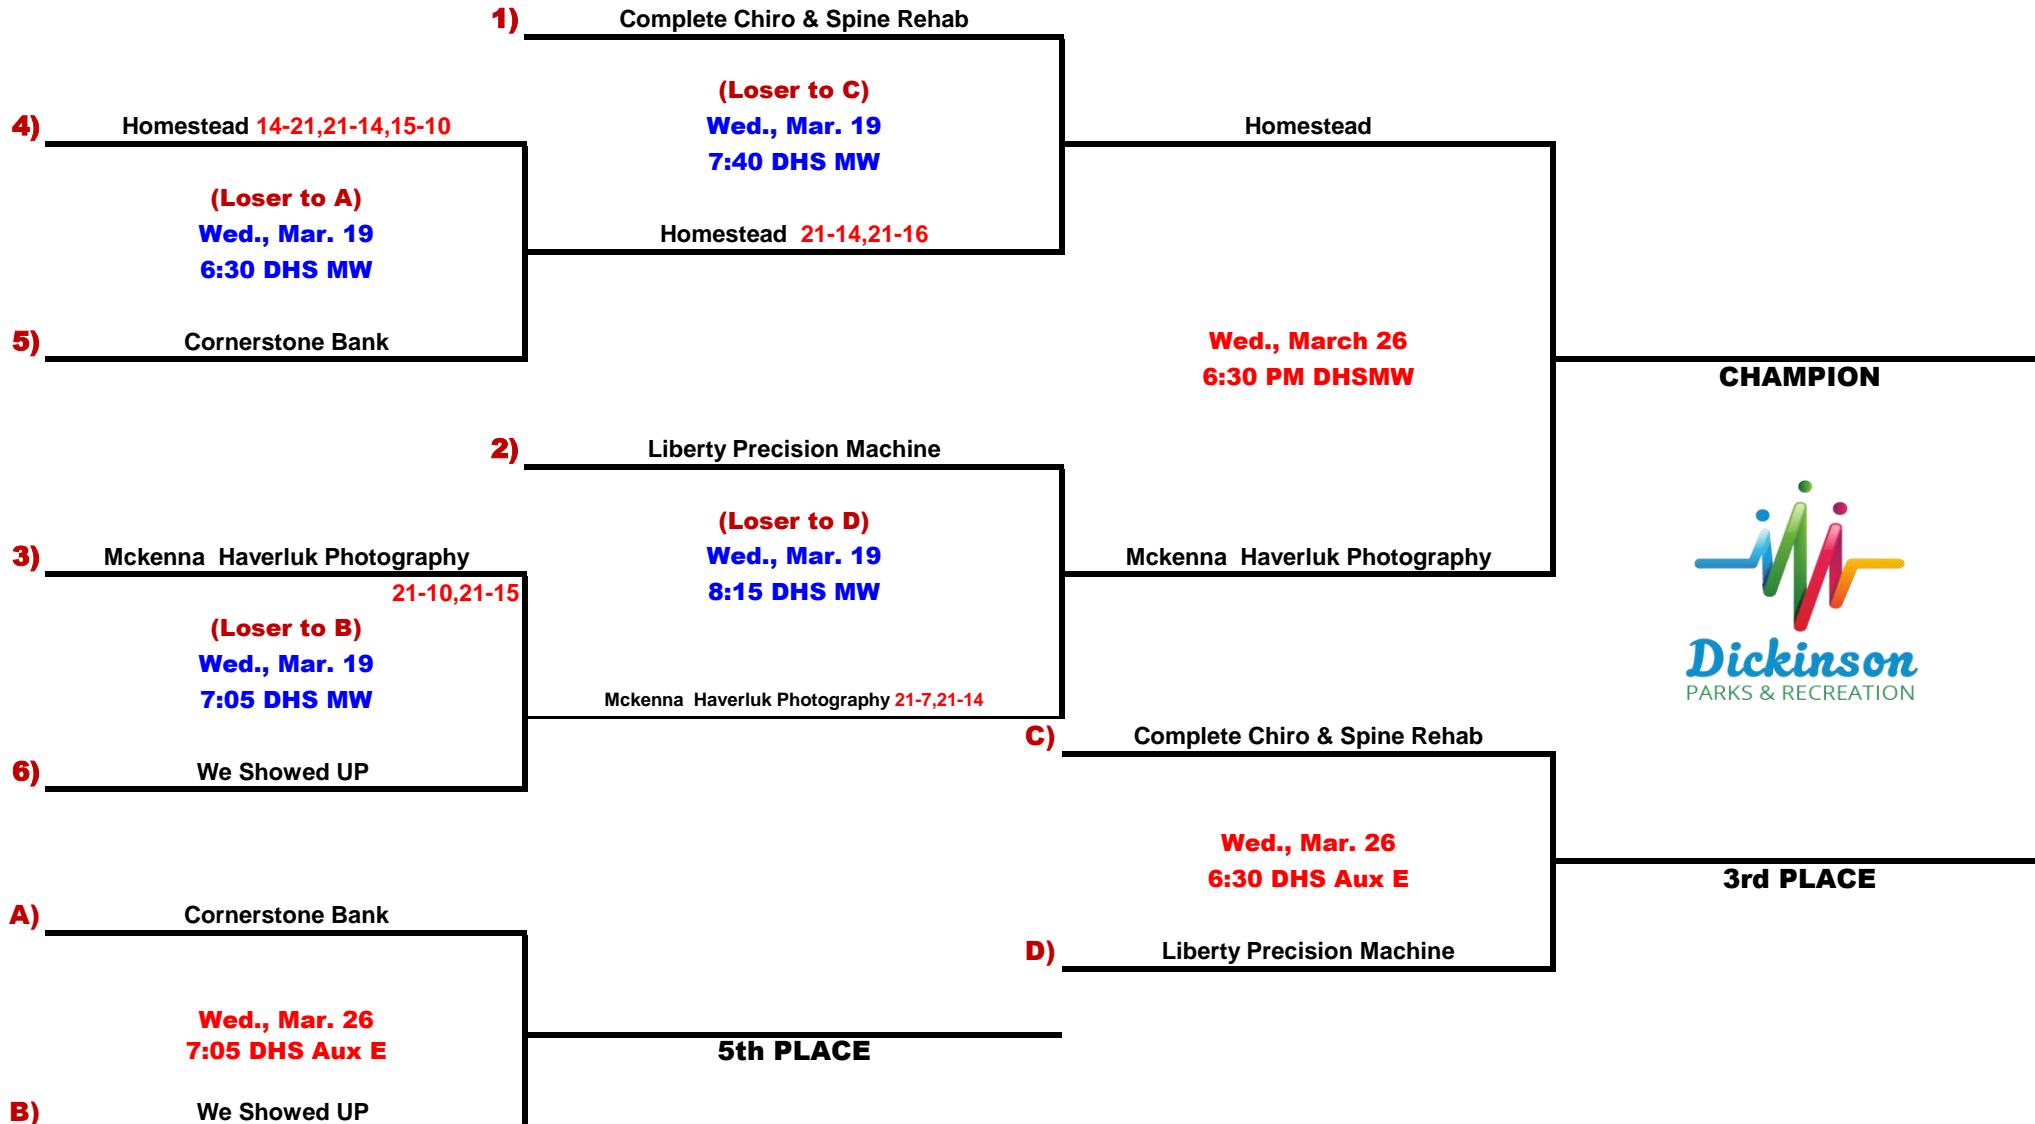 1) Complete Chiro & Spine Rehab
(Loser to C)
Wed., Mar. 19
7:40 DHS MW
4) Homestead 14-21,21-14,15-10
Homestead
(Loser to A)
Wed., Mar. 19
6:30 DHS MW
Homestead 21-14,21-16
5) Cornerstone Bank
Wed., March 26
6:30 PM DHSMW
CHAMPION
2) Liberty Precision Machine
(Loser to D)
Wed., Mar. 19
8:15 DHS MW
3) Mckenna Haverluk Photography
21-10,21-15
Mckenna Haverluk Photography
(Loser to B)
Wed., Mar. 19
7:05 DHS MW
Mckenna Haverluk Photography 21-7,21-14
Dickinson
PARKS & RECREATION
6) We Showed UP
C) Complete Chiro & Spine Rehab
Wed., Mar. 26
6:30 DHS Aux E
3rd PLACE
D) Liberty Precision Machine
A) Cornerstone Bank
Wed., Mar. 26
7:05 DHS Aux E
5th PLACE
B) We Showed UP